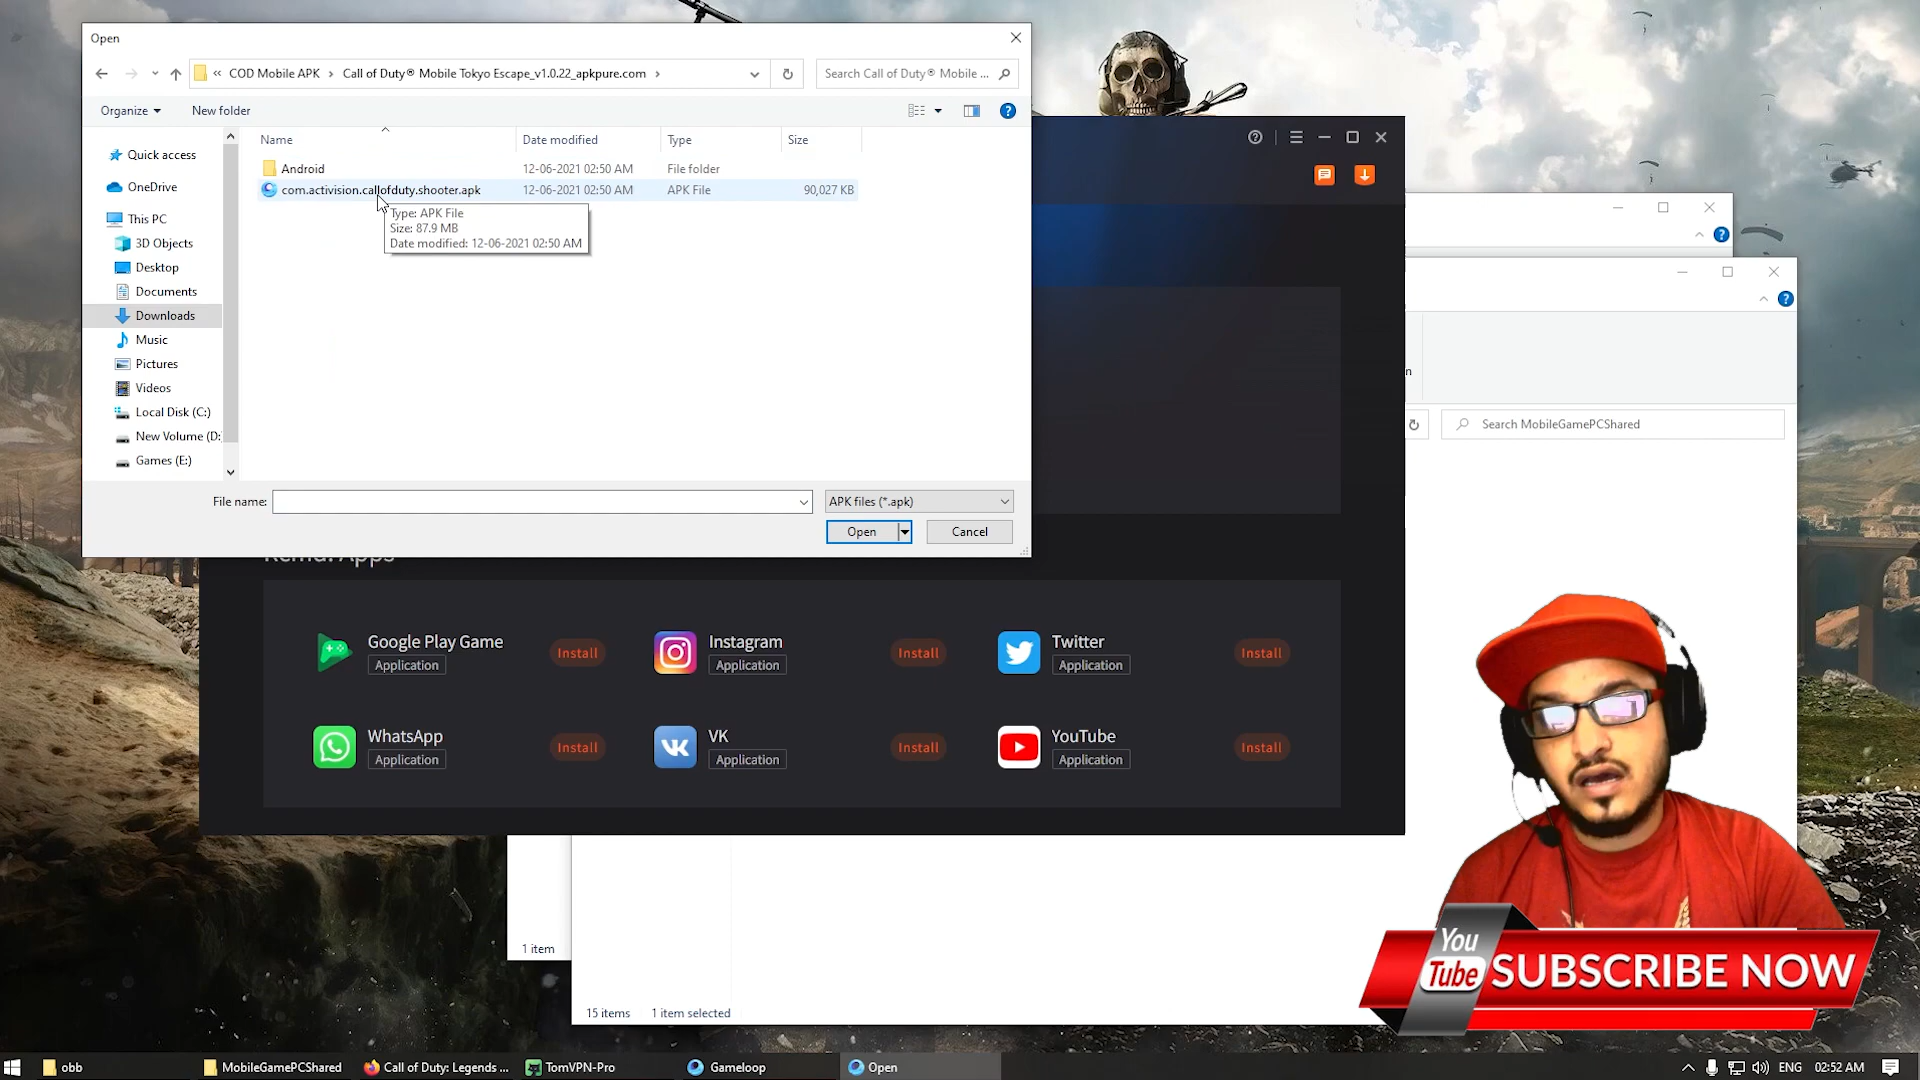 Open
« COD Mobile APK › Call of Duty® Mobile Tokyo Escape_v1.0.22_apkpure.com ›
Search Call of Duty® Mobile ...
Organize
New folder
Name
Date modified
Type
Size
Quick access
OneDrive
This PC
3D Objects
Desktop
Documents
Downloads
Music
Pictures
Videos
Local Disk (C:)
New Volume (D:
Games (E:)
Android
12-06-2021 02:50 AM
File folder
com.activision.callofduty.shooter.apk
12-06-2021 02:50 AM
APK File
90,027 KB
Type: APK File
Size: 87.9 MB
Date modified: 12-06-2021 02:50 AM
File name:
APK files (*.apk)
Open
Cancel
Search MobileGamePCShared
Google Play Game
Application
Install
Instagram
Application
Install
Twitter
Application
Install
WhatsApp
Application
Install
VK
Application
Install
YouTube
Application
Install
1 item
15 items
1 item selected
You
Tube
SUBSCRIBE NOW
obb
MobileGamePCShared
Call of Duty: Legends ...
TomVPN-Pro
Gameloop
Open
ENG
02:52 AM